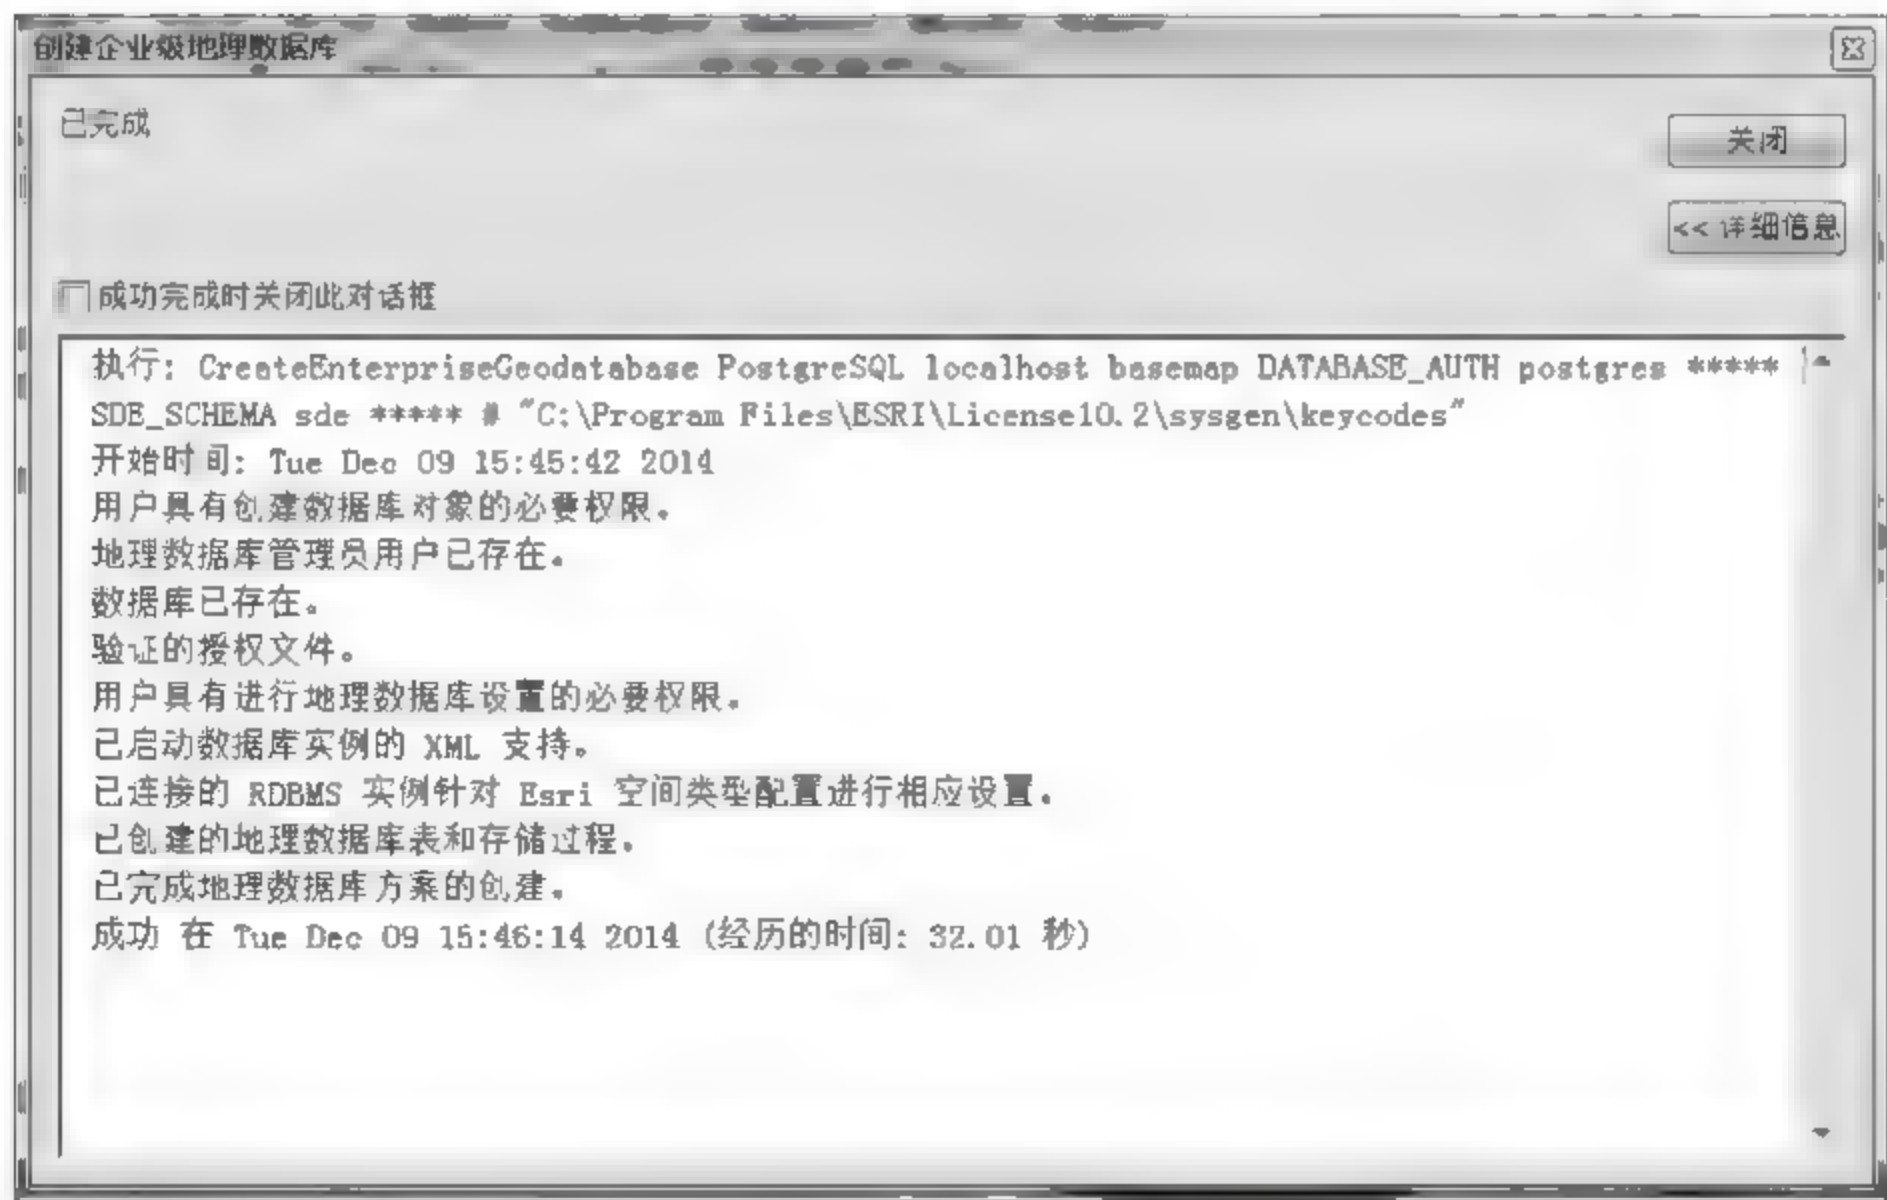 创建企业级地理数据库
已完成
关闭
<< 详细信息
成功完成时关闭此对话框
执行: CreateEnterpriseGeodatabase PostgreSQL localhost basemap DATABASE_AUTH postgres *****
SDE_SCHEMA sde ***** # "C:\Program Files\ESRI\License10.2\sysgen\keycodes"
开始时间: Tue Dec 09 15:45:42 2014
用户具有创建数据库对象的必要权限。
地理数据库管理员用户已存在。
数据库已存在。
验证的授权文件。
用户具有进行地理数据库设置的必要权限。
已启动数据库实例的 XML 支持。
已连接的 RDBMS 实例针对 Esri 空间类型配置进行相应设置。
已创建的地理数据库表和存储过程。
已完成地理数据库方案的创建。
成功 在 Tue Dec 09 15:46:14 2014 (经历的时间: 32.01 秒)